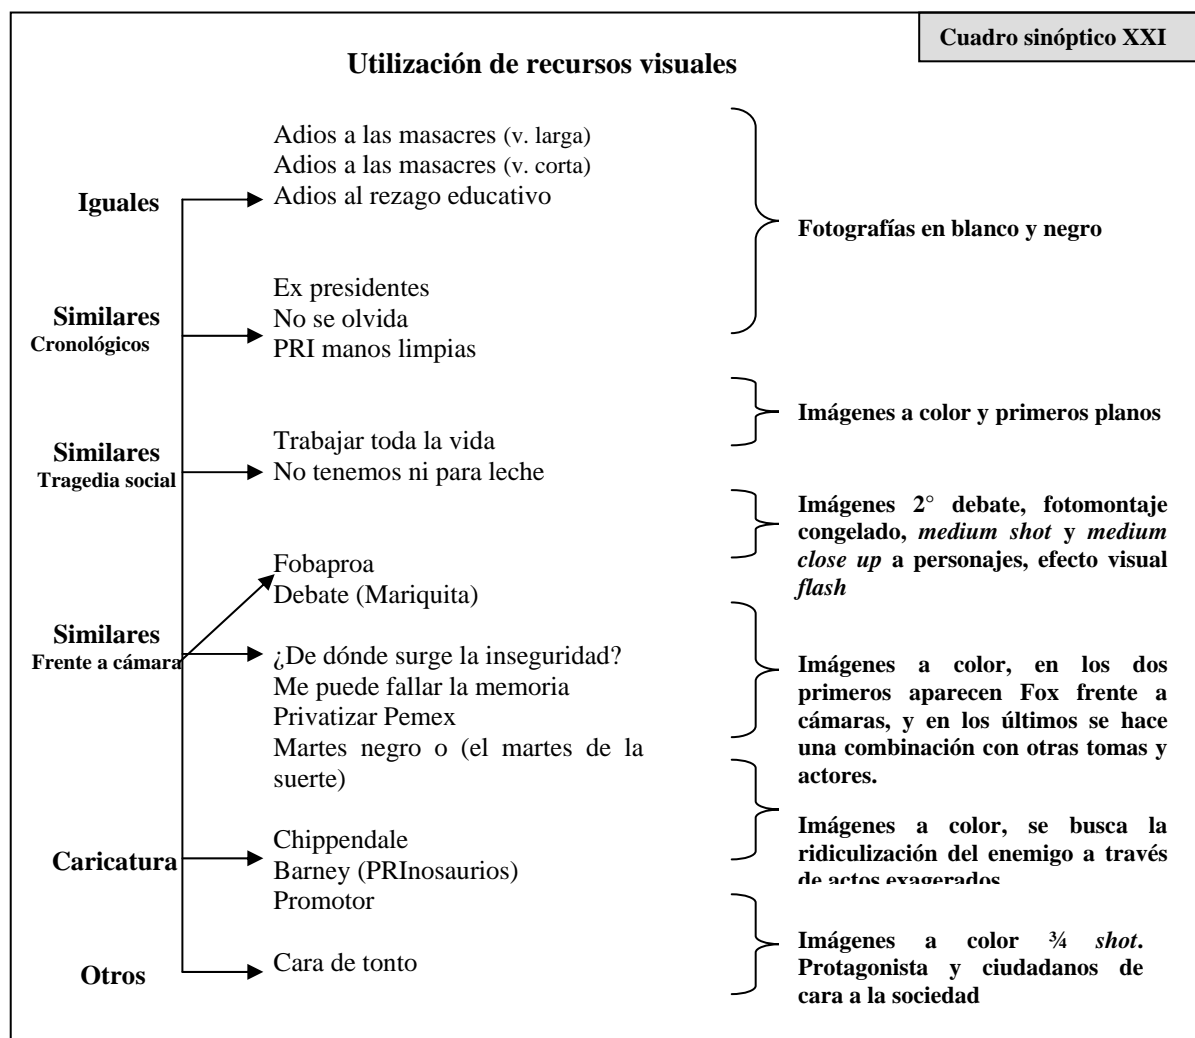 Cuadro sinóptico XXI
Utilización de recursos visuales
Iguales
Adios a las masacres (v. larga)
Adios a las masacres (v. corta)
Adios al rezago educativo
Fotografías en blanco y negro
Similares
Cronológicos
Ex presidentes
No se olvida
PRI manos limpias
Similares
Tragedia social
Trabajar toda la vida
No tenemos ni para leche
Imágenes a color y primeros planos
Similares
Frente a cámara
Fobaproa
Debate (Mariquita)
Imágenes 2° debate, fotomontaje
congelado, medium shot y medium
close up a personajes, efecto visual
flash
¿De dónde surge la inseguridad?
Me puede fallar la memoria
Privatizar Pemex
Martes negro o (el martes de la
suerte)
Imágenes a color, en los dos
primeros aparecen Fox frente a
cámaras, y en los últimos se hace
una combinación con otras tomas y
actores.
Caricatura
Chippendale
Barney (PRInosaurios)
Promotor
Imágenes a color, se busca la
ridiculización del enemigo a través
de actos exagerados
Otros
Cara de tonto
Imágenes a color ¾ shot.
Protagonista y ciudadanos de
cara a la sociedad